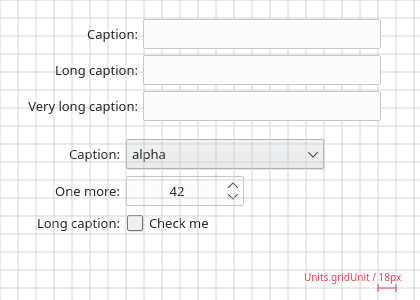 Caption:
Long caption:
Very long caption:
Caption: alpha
One more: 42
Long caption: Check me
Units.gridUnit / 18px